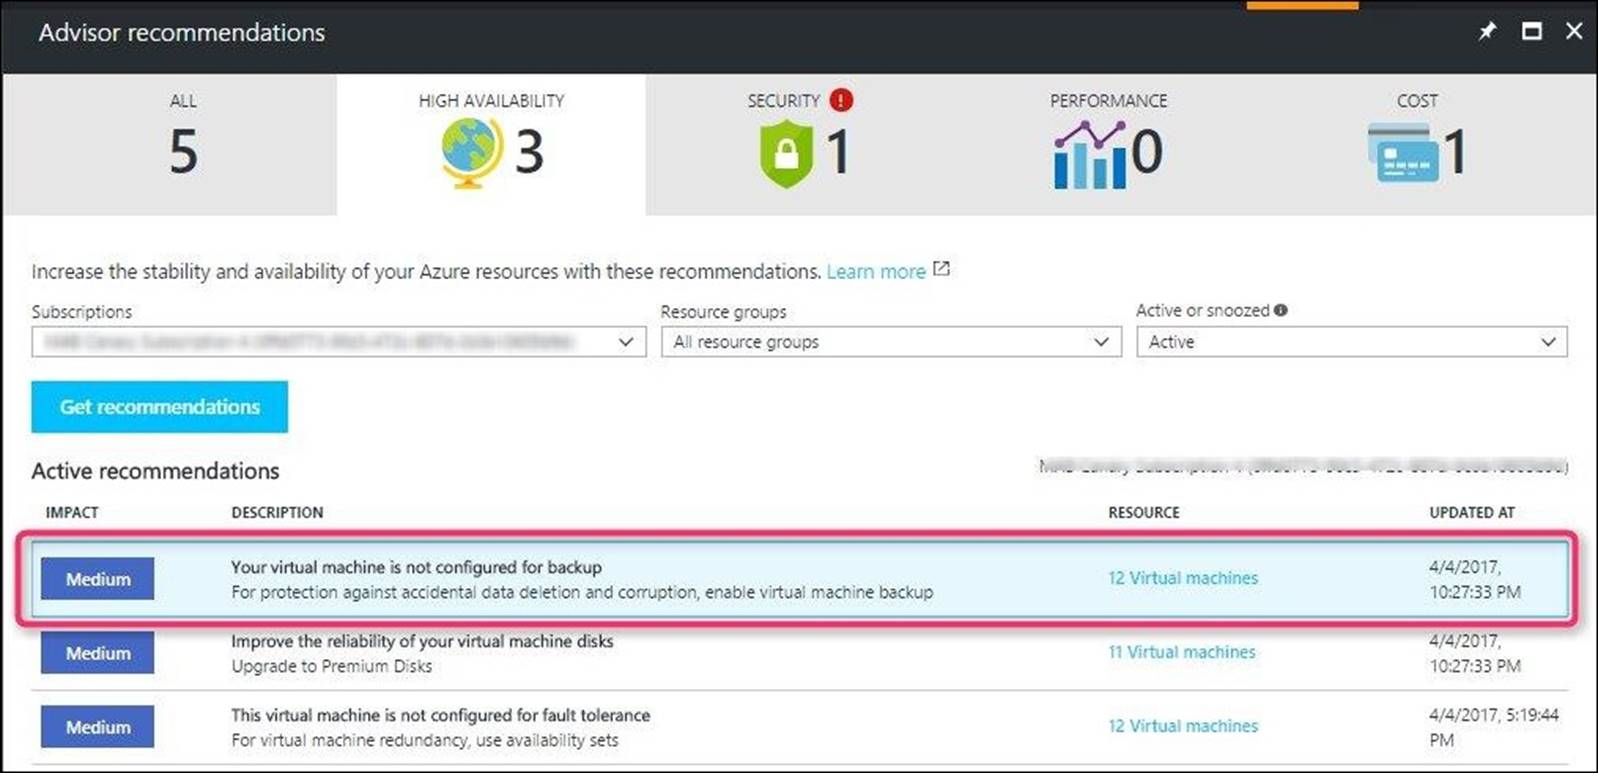 Advisor recommendations
ALL
5
HIGH AVAILABILITY
3
SECURITY
1
PERFORMANCE
0
COST
1
Increase the stability and availability of your Azure resources with these recommendations. Learn more
Subscriptions
Resource groups
All resource groups
Active or snoozed
Active
Get recommendations
Active recommendations
IMPACT DESCRIPTION RESOURCE UPDATED AT
Medium
Your virtual machine is not configured for backup
For protection against accidental data deletion and corruption, enable virtual machine backup
12 Virtual machines
4/4/2017,
10:27:33 PM
Medium
Improve the reliability of your virtual machine disks
Upgrade to Premium Disks
11 Virtual machines
4/4/2017,
10:27:33 PM
Medium
This virtual machine is not configured for fault tolerance
For virtual machine redundancy, use availability sets
12 Virtual machines
4/4/2017, 5:19:44
PM